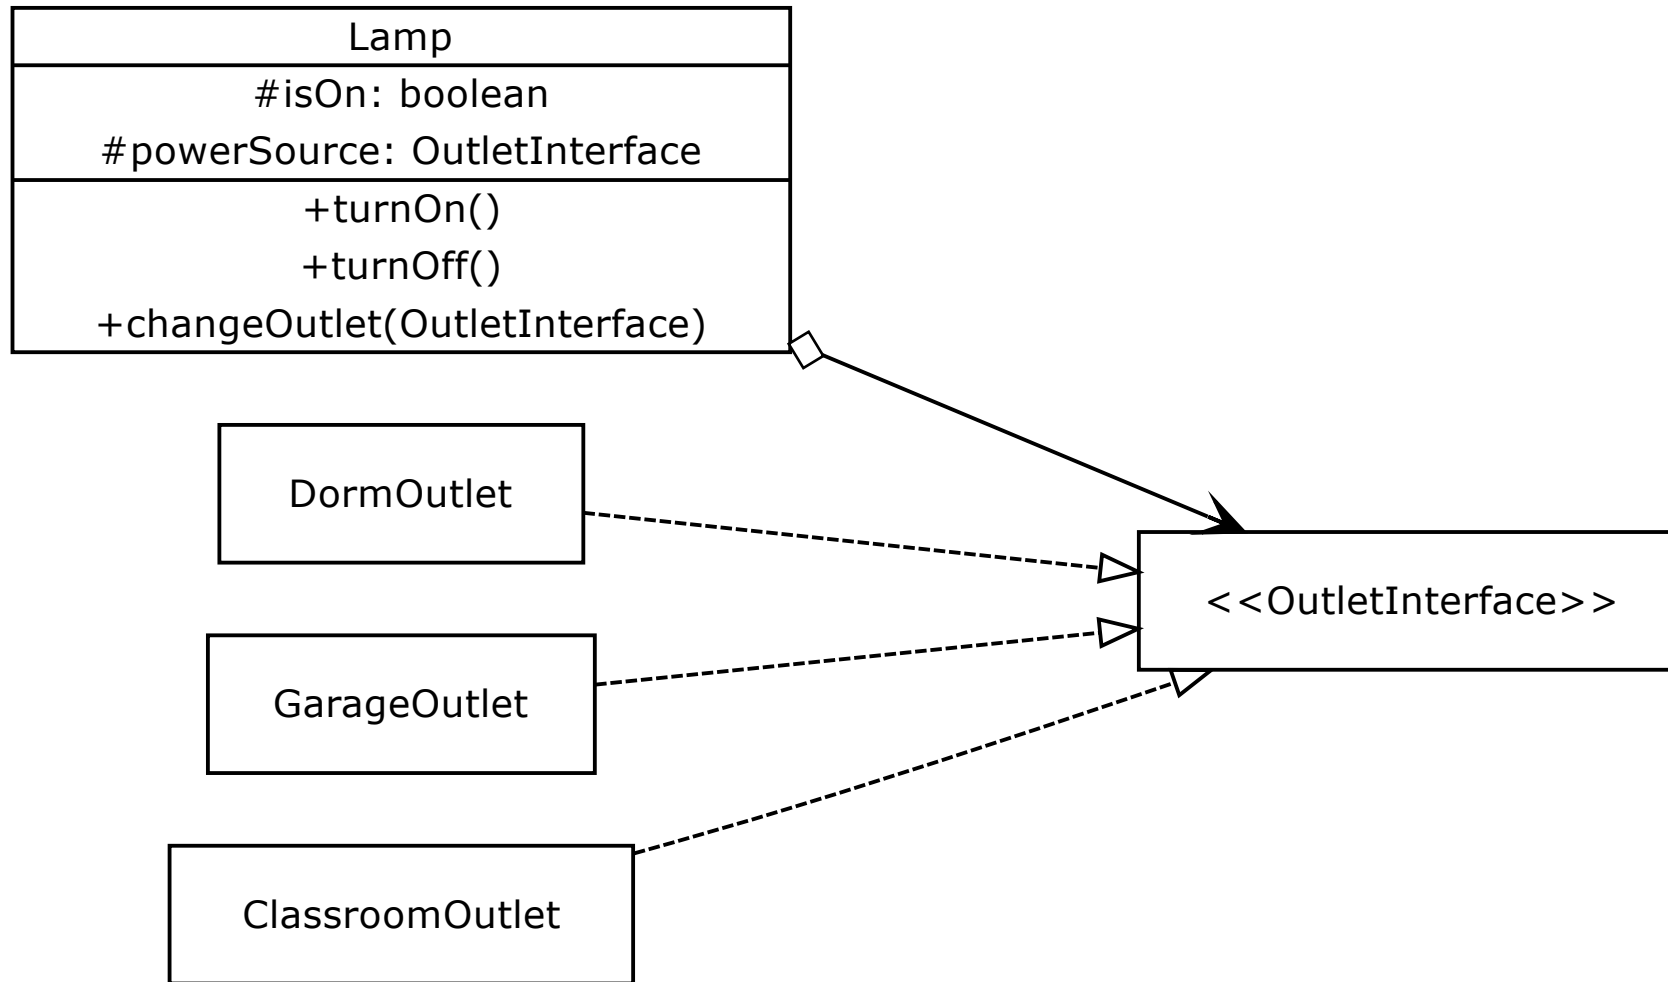 Lamp
#isOn: boolean
#powerSource: OutletInterface
+turnOn()
+turnOff()
+changeOutlet(OutletInterface)
DormOutlet
<<OutletInterface>>
GarageOutlet
ClassroomOutlet